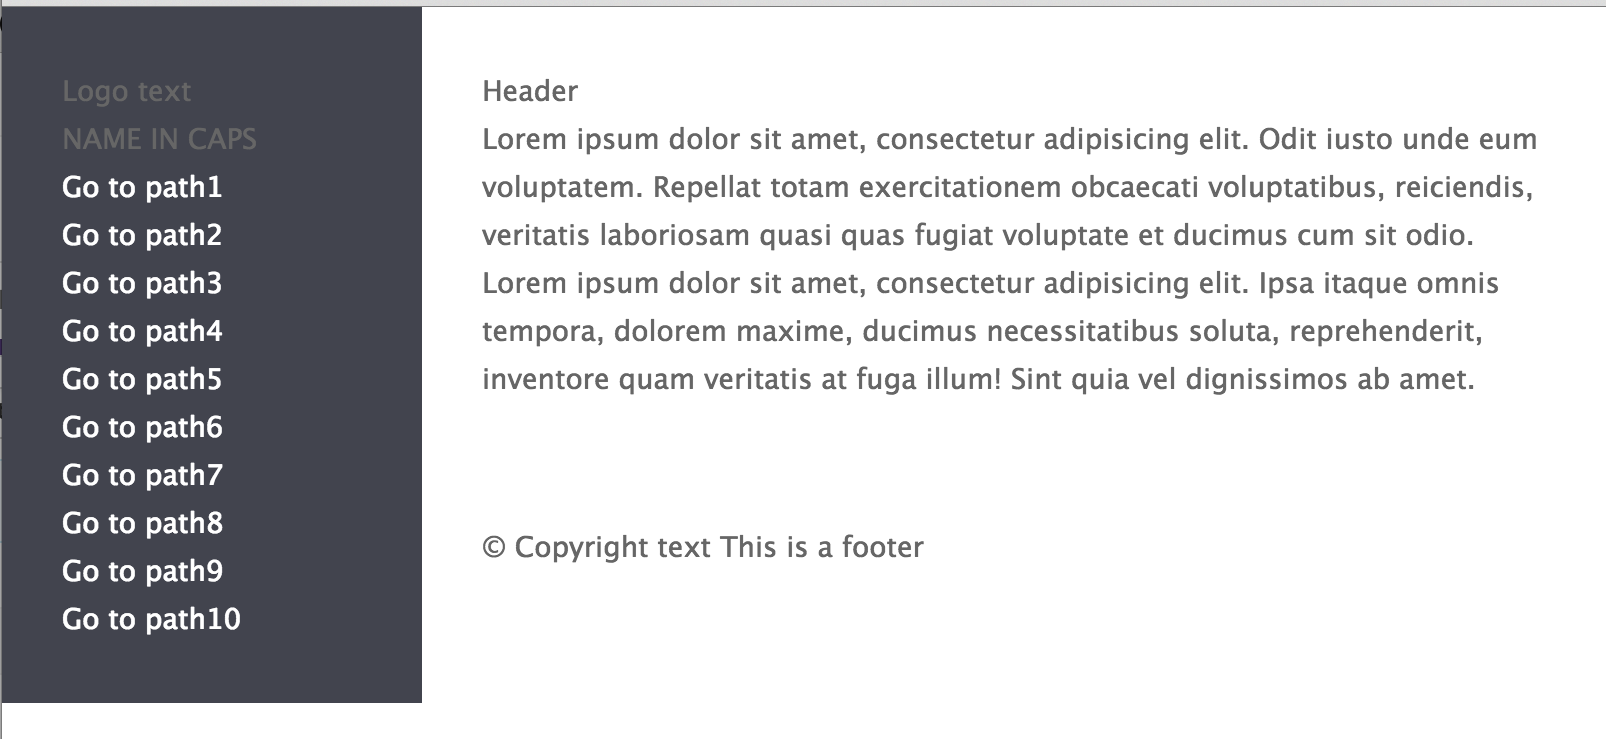 Logo text
NAME IN CAPS
Go to path1
Go to path2
Go to path3
Go to path4
Go to path5
Go to path6
Go to path7
Go to path8
Go to path9
Go to path10
Header
Lorem ipsum dolor sit amet, consectetur adipisicing elit. Odit iusto unde eum
voluptatem. Repellat totam exercitationem obcaecati voluptatibus, reiciendis,
veritatis laboriosam quasi quas fugiat voluptate et ducimus cum sit odio.
Lorem ipsum dolor sit amet, consectetur adipisicing elit. Ipsa itaque omnis
tempora, dolorem maxime, ducimus necessitatibus soluta, reprehenderit,
inventore quam veritatis at fuga illum! Sint quia vel dignissimos ab amet.
© Copyright text This is a footer